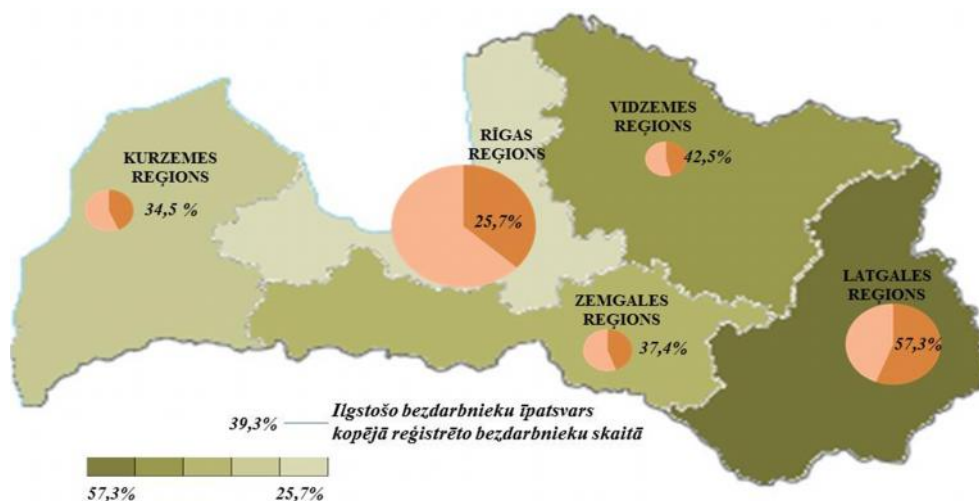 KURZEMES
REĢIONS
34,5 %
RĪGAS
REĢIONS
25,7%
VIDZEMES
REĢIONS
42,5%
ZEMGALES
REĢIONS
37,4%
LATGALES
REĢIONS
57,3%
39,3%
Ilgstošo bezdarbnieku īpatsvars
kopējā reģistrēto bezdarbnieku skaitā
57,3%
25,7%